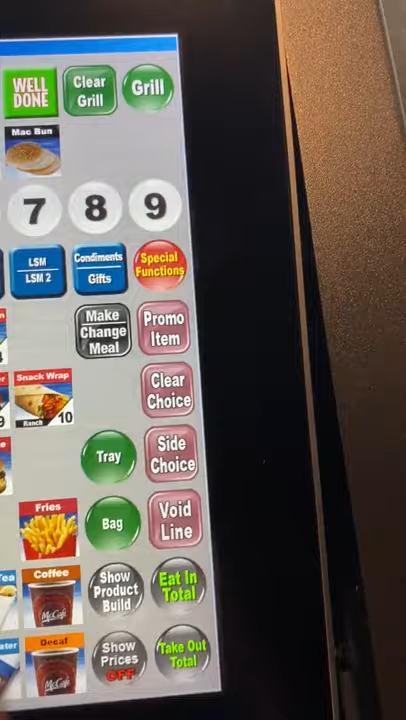 WELL
DONE
Clear
Grill
Grill
Mac Bun
7
8
9
LSM
LSM 2
Condiments
Gifts
Special
Functions
Make
Change
Meal
Promo
Item
Snack Wrap
Ranch 10
Clear
Choice
Tray
Side
Choice
Fries
Bag
Void
Line
Tea
Coffee
McCafé
Show
Product
Build
Eat In
Total
Decaf
McCafé
Show
Prices
OFF
Take Out
Total